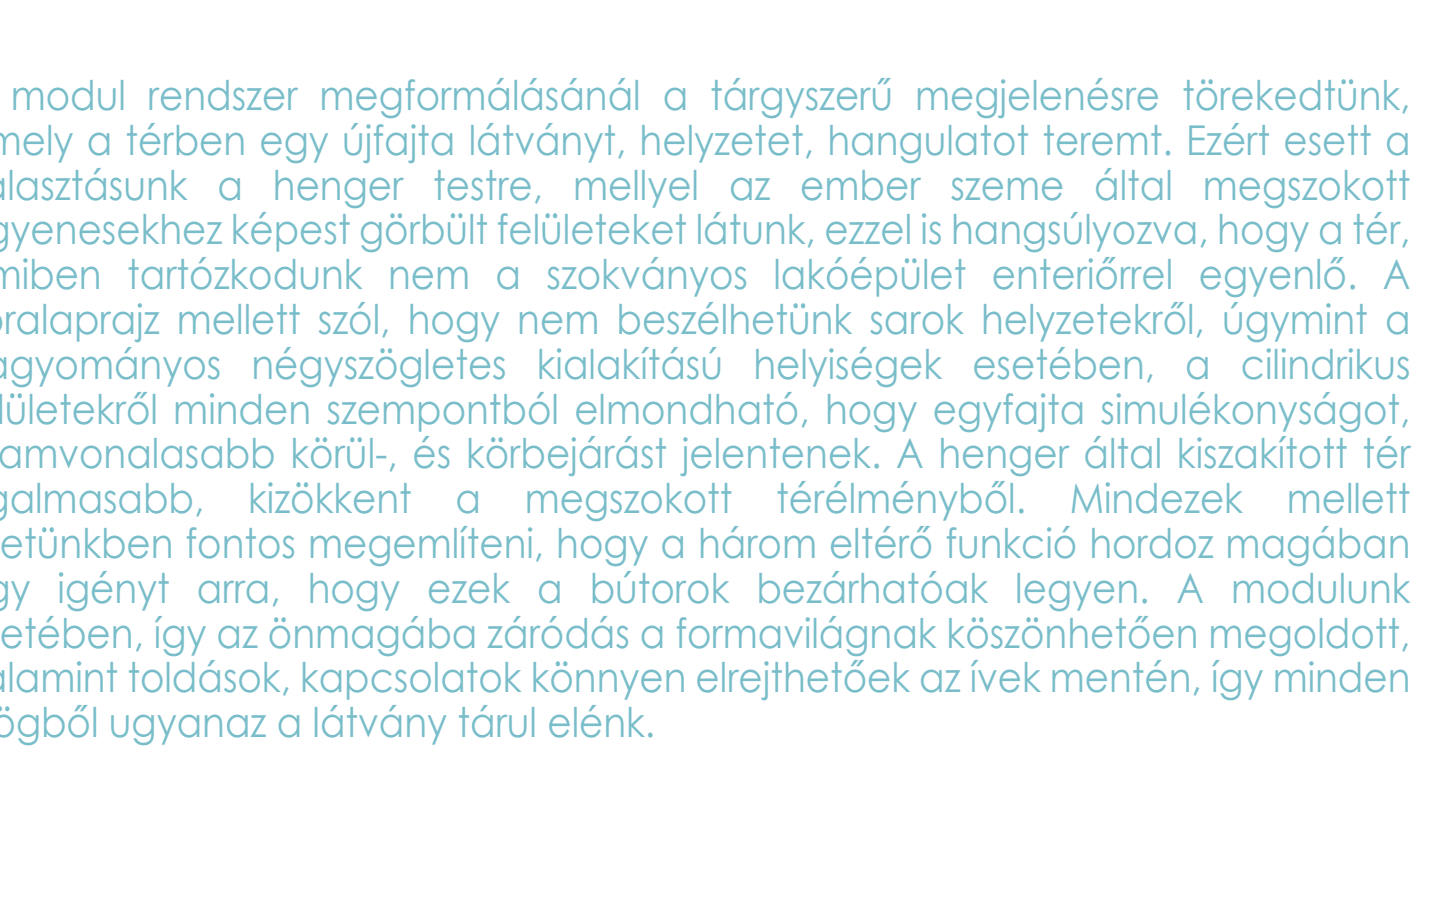 modul rendszer megformálásánál a tárgyszerű megjelenésre törekedtünk,
mely a térben egy újfajta látványt, helyzetet, hangulatot teremt. Ezért esett a
álasztásunk a henger testre, mellyel az ember szeme által megszokott
gyenesekhez képest görbült felületeket látunk, ezzel is hangsúlyozva, hogy a tér,
miben tartózkodunk nem a szokványos lakóépület enteriőrrel egyenlő. A
öralaprajz mellett szól, hogy nem beszélhetünk sarok helyzetekről, úgymint a
agyományos négyszögletes kialakítású helyiségek esetében, a cilindrikus
lületekről minden szempontból elmondható, hogy egyfajta simulékonyságot,
amvonalasabb körül-, és körbejárást jelentenek. A henger által kiszakított tér
galmasabb, kizökkent a megszokott térélményből. Mindezek mellett
etünkben fontos megemlíteni, hogy a három eltérő funkció hordoz magában
gy igényt arra, hogy ezek a bútorok bezárhatóak legyen. A modulunk
etében, így az önmagába záródás a formavilágnak köszönhetően megoldott,
alamint toldások, kapcsolatok könnyen elrejthetőek az ívek mentén, így minden
ögből ugyanaz a látvány tárul elénk.